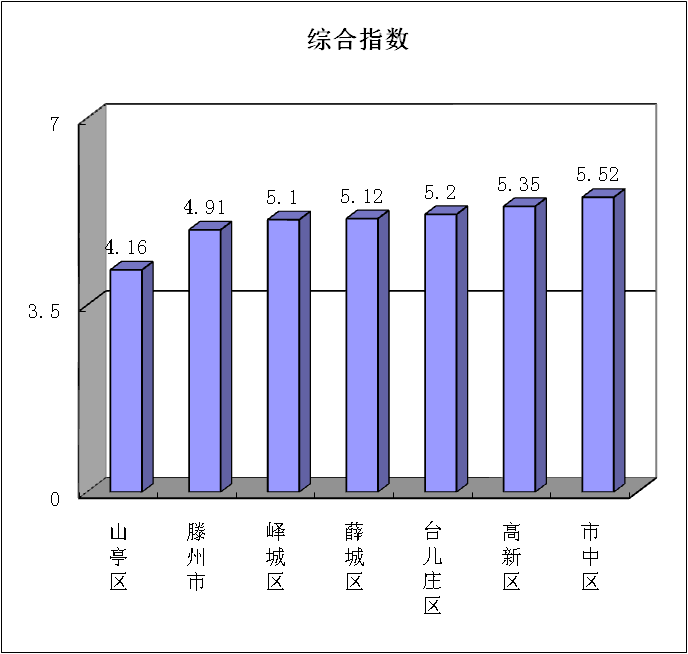 综合指数
7
3.5
0
4.16
4.91
5.1
5.12
5.2
5.35
5.52
山亭区
滕州市
峄城区
薛城区
台儿庄区
高新区
市中区